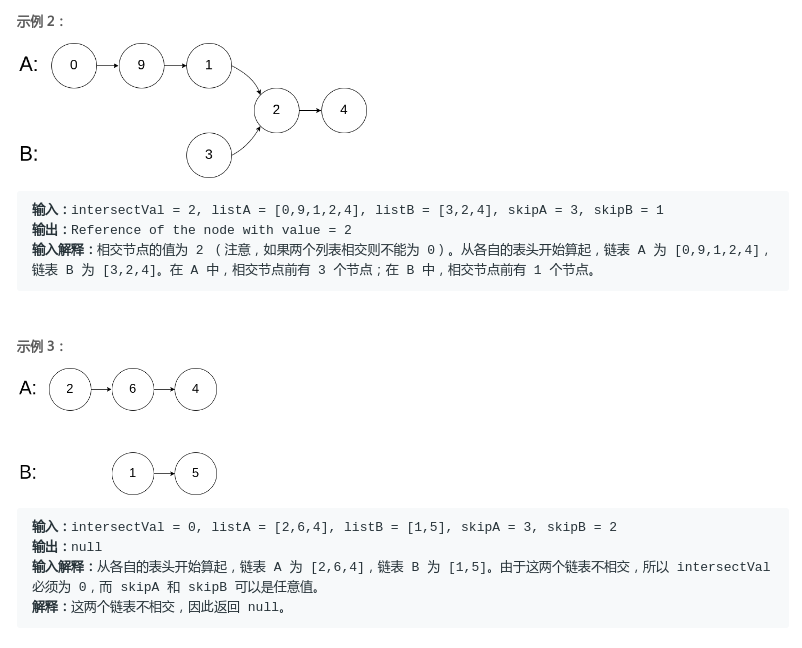 示例 2：
A: 0 9 1
2 4
B: 3
输入：intersectVal = 2, listA = [0,9,1,2,4], listB = [3,2,4], skipA = 3, skipB = 1
输出：Reference of the node with value = 2
输入解释：相交节点的值为 2 （注意，如果两个列表相交则不能为 0）。从各自的表头开始算起，链表 A 为 [0,9,1,2,4]，
链表 B 为 [3,2,4]。在 A 中，相交节点前有 3 个节点；在 B 中，相交节点前有 1 个节点。
示例 3：
A: 2 6 4
B: 1 5
输入：intersectVal = 0, listA = [2,6,4], listB = [1,5], skipA = 3, skipB = 2
输出：null
输入解释：从各自的表头开始算起，链表 A 为 [2,6,4]，链表 B 为 [1,5]。由于这两个链表不相交，所以 intersectVal
必须为 0，而 skipA 和 skipB 可以是任意值。
解释：这两个链表不相交，因此返回 null。